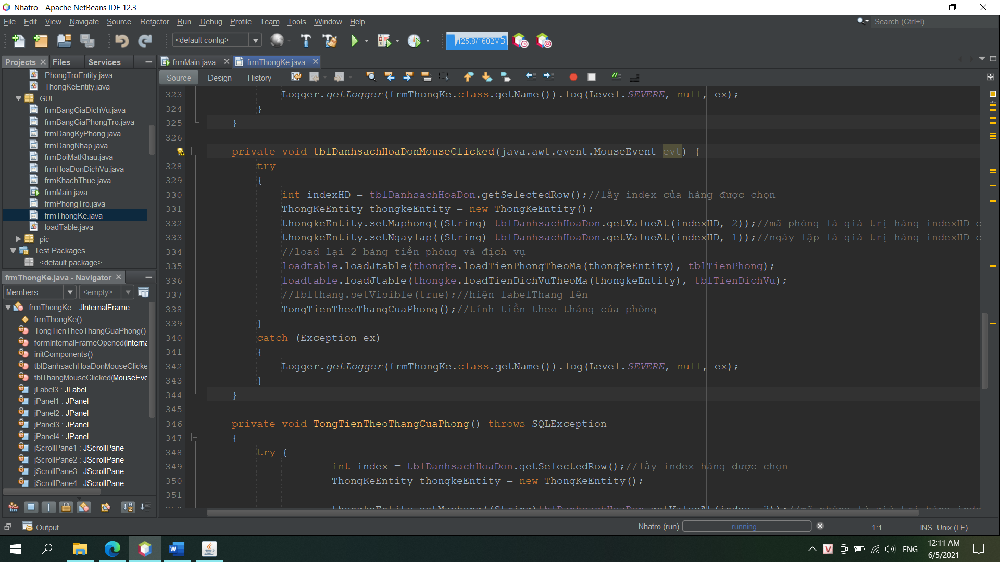 Nhatro - Apache NetBeans IDE 12.3
File Edit View Navigate Source Refactor Run Debug Profile Team Tools Window Help
Search (Ctrl+I)
<default config>
425.8/1602MB
Projects Files Services
frmMain.java frmThongKe.java
Source Design History
PhongTroEntity.java
ThongKeEntity.java
GUI
frmBangGiaDichVu.java
frmBangGiaPhongTro.java
frmDangKyPhong.java
frmDangNhap.java
frmDoiMatKhau.java
frmHoaDonDichVu.java
frmKhachThue.java
frmMain.java
frmPhongTro.java
frmThongKe.java
loadTable.java
pic
Test Packages
<default package>
frmThongKe.java - Navigator
Members <empty>
frmThongKe :: JInternalFrame
frmThongKe()
TongTienTheoThangCuaPhong()
formInternalFrameOpened(Interna
initComponents()
tblDanhsachHoaDonMouseClicke
tblThangMouseClicked(MouseEve
jLabel3 : JLabel
jPanel1 : JPanel
jPanel2 : JPanel
jPanel3 : JPanel
jPanel4 : JPanel
jScrollPane1 : JScrollPane
jScrollPane2 : JScrollPane
jScrollPane3 : JScrollPane
jScrollPane4 : JScrollPane
323 Logger.getLogger(frmThongKe.class.getName()).log(Level.SEVERE, null, ex);
324 }
325 }
326
private void tblDanhsachHoaDonMouseClicked(java.awt.event.MouseEvent evt) {
328 try
329 {
330 int indexHD = tblDanhsachHoaDon.getSelectedRow();//lấy index của hàng được chọn
331 ThongKeEntity thongkeEntity = new ThongKeEntity();
332 thongkeEntity.setMaphong((String) tblDanhsachHoaDon.getValueAt(indexHD, 2));//mã phòng là giá trị hàng indexHD c
333 thongkeEntity.setNgaylap((String) tblDanhsachHoaDon.getValueAt(indexHD, 1));//ngày lập là giá trị hàng indexHD c
334 //load lại 2 bảng tiền phòng và địch vụ
335 loadtable.loadJtable(thongke.loadTienPhongTheoMa(thongkeEntity), tblTienPhong);
336 loadtable.loadJtable(thongke.loadTienDichVuTheoMa(thongkeEntity), tblTienDichVu);
337 //lblthang.setVisible(true);//hiện labelThang lên
338 TongTienTheoThangCuaPhong();//tính tiền theo tháng của phòng
339 }
340 catch (Exception ex)
341 {
342 Logger.getLogger(frmThongKe.class.getName()).log(Level.SEVERE, null, ex);
343 }
344 }
345
346 private void TongTienTheoThangCuaPhong() throws SQLException
347 {
348 try {
349 int index = tblDanhsachHoaDon.getSelectedRow();//lấy index hàng được chọn
350 ThongKeEntity thongkeEntity = new ThongKeEntity();
351
thongkeEntity.setMaphong((String)tblDanhsachHoaDon.getValueAt(index, 2));//mã phòng là giá trị hàng inde
Output
Nhatro (run) running... 1:1 INS Unix (LF)
ENG 12:11 AM
6/5/2021